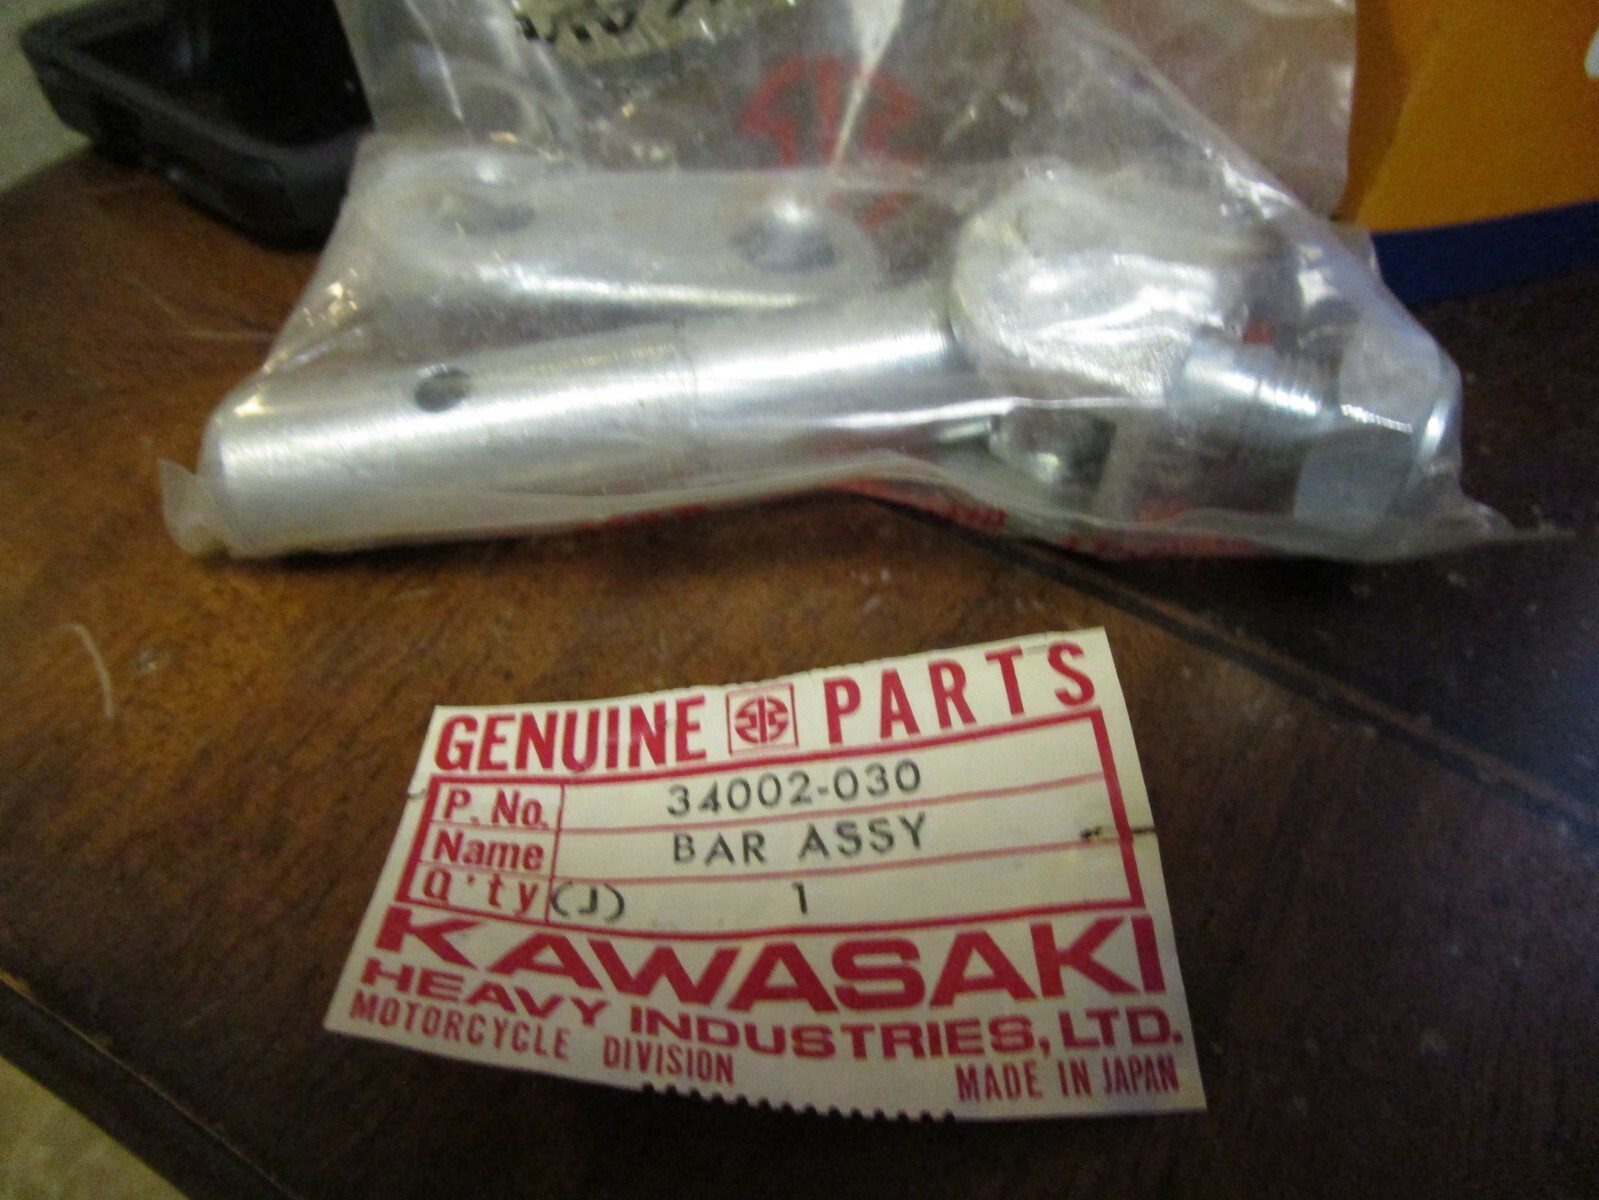 GENUINE PARTS
P. No. 34002-030
Name BAR ASSY
Q'ty (J) 1
KAWASAKI
HEAVY INDUSTRIES, LTD.
MOTORCYCLE DIVISION MADE IN JAPAN